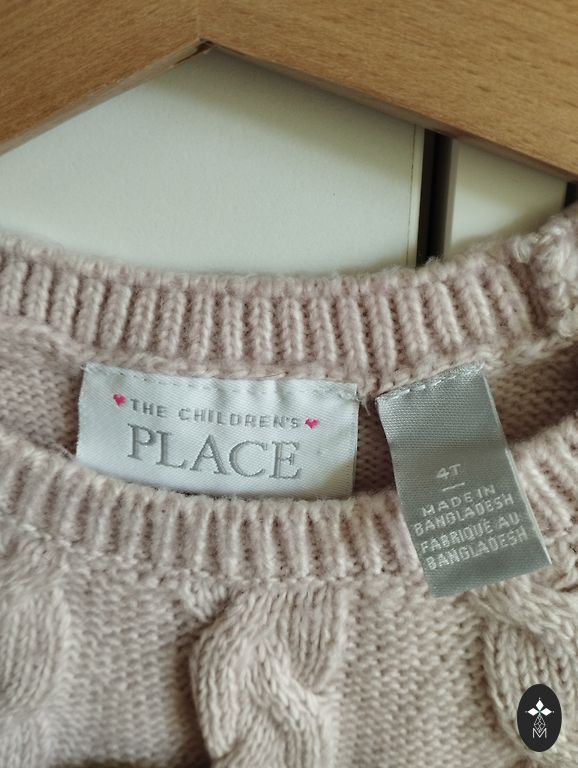 THE CHILDREN'S
PLACE
4T
MADE IN
BANGLADESH
FABRIQUÉ AU
BANGLADESH
M